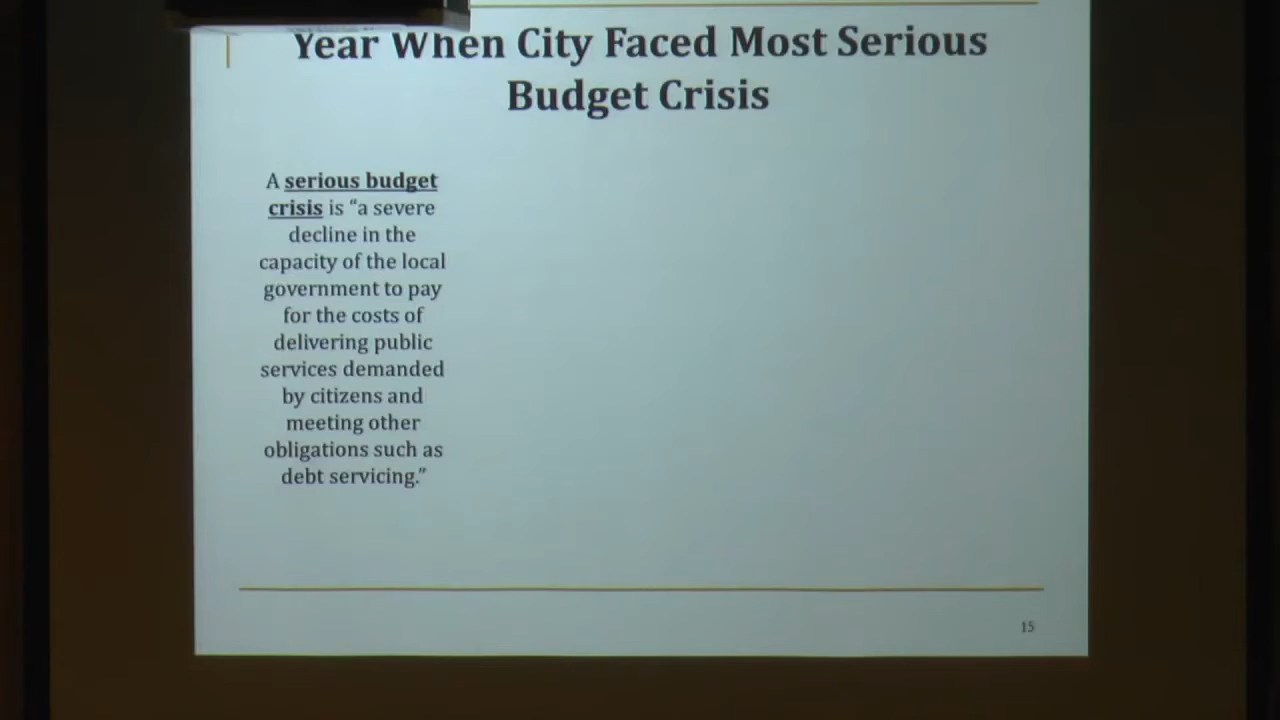 Year When City Faced Most Serious
Budget Crisis
A serious budget
crisis is “a severe
decline in the
capacity of the local
government to pay
for the costs of
delivering public
services demanded
by citizens and
meeting other
obligations such as
debt servicing.”
15